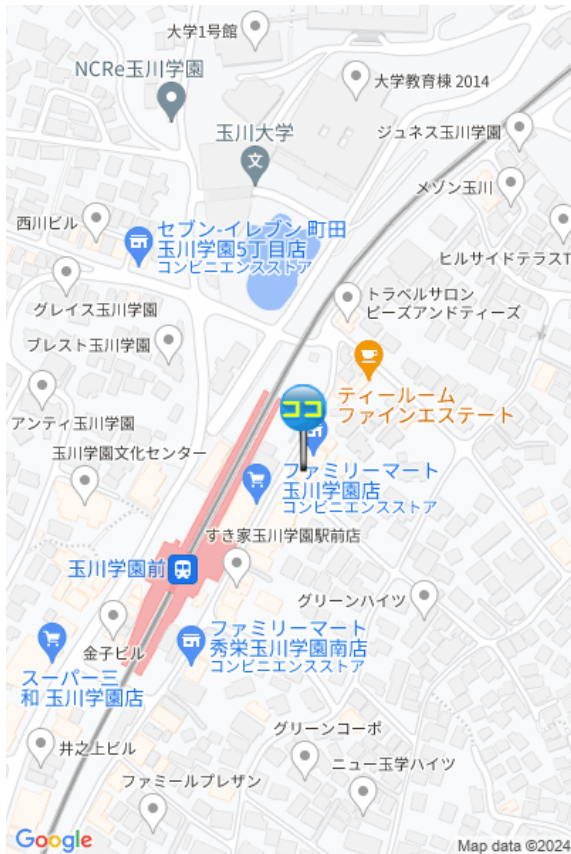 大学1号館
NCRe玉川学園
大学教育棟 2014
玉川大学
ジュネス玉川学園
メゾン玉川
西川ビル
セブン-イレブン 町田
玉川学園5丁目店
コンビニエンスストア
ヒルサイドテラスT
グレイス玉川学園
トラベルサロン
ビーズアンドティーズ
ブレスト玉川学園
ティールーム
ファインエステート
ココ
アンティ玉川学園
玉川学園文化センター
ファミリーマート
玉川学園店
コンビニエンスストア
すき家玉川学園駅前店
玉川学園前
グリーンハイツ
ファミリーマート
秀栄玉川学園南店
コンビニエンスストア
金子ビル
スーパー三
和 玉川学園店
井之上ビル
グリーンコーポ
ニュー玉学ハイツ
ファミールプレザン
Google
Map data ©2024